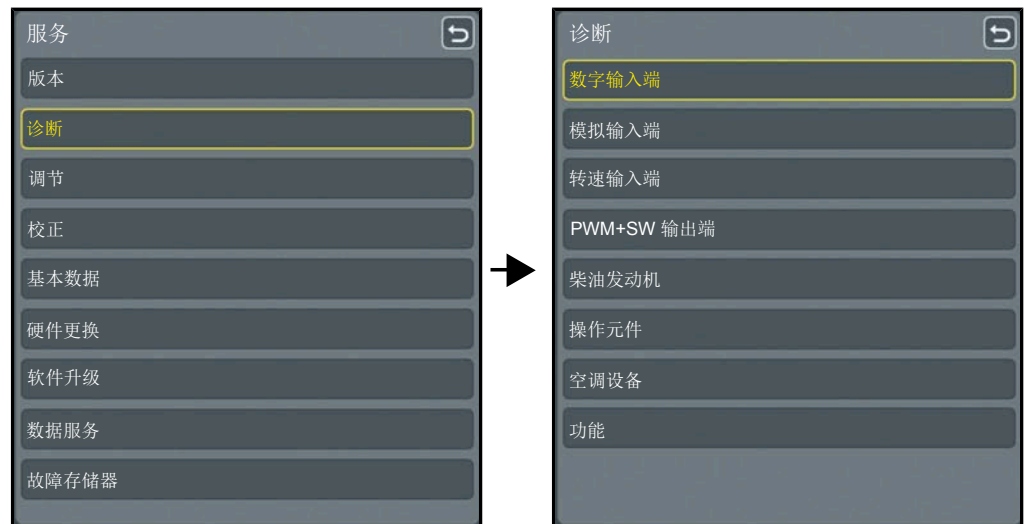 服务
版本
诊断
调节
校正
基本数据
硬件更换
软件升级
数据服务
故障存储器
诊断
数字输入端
模拟输入端
转速输入端
PWM+SW 输出端
柴油发动机
操作元件
空调设备
功能